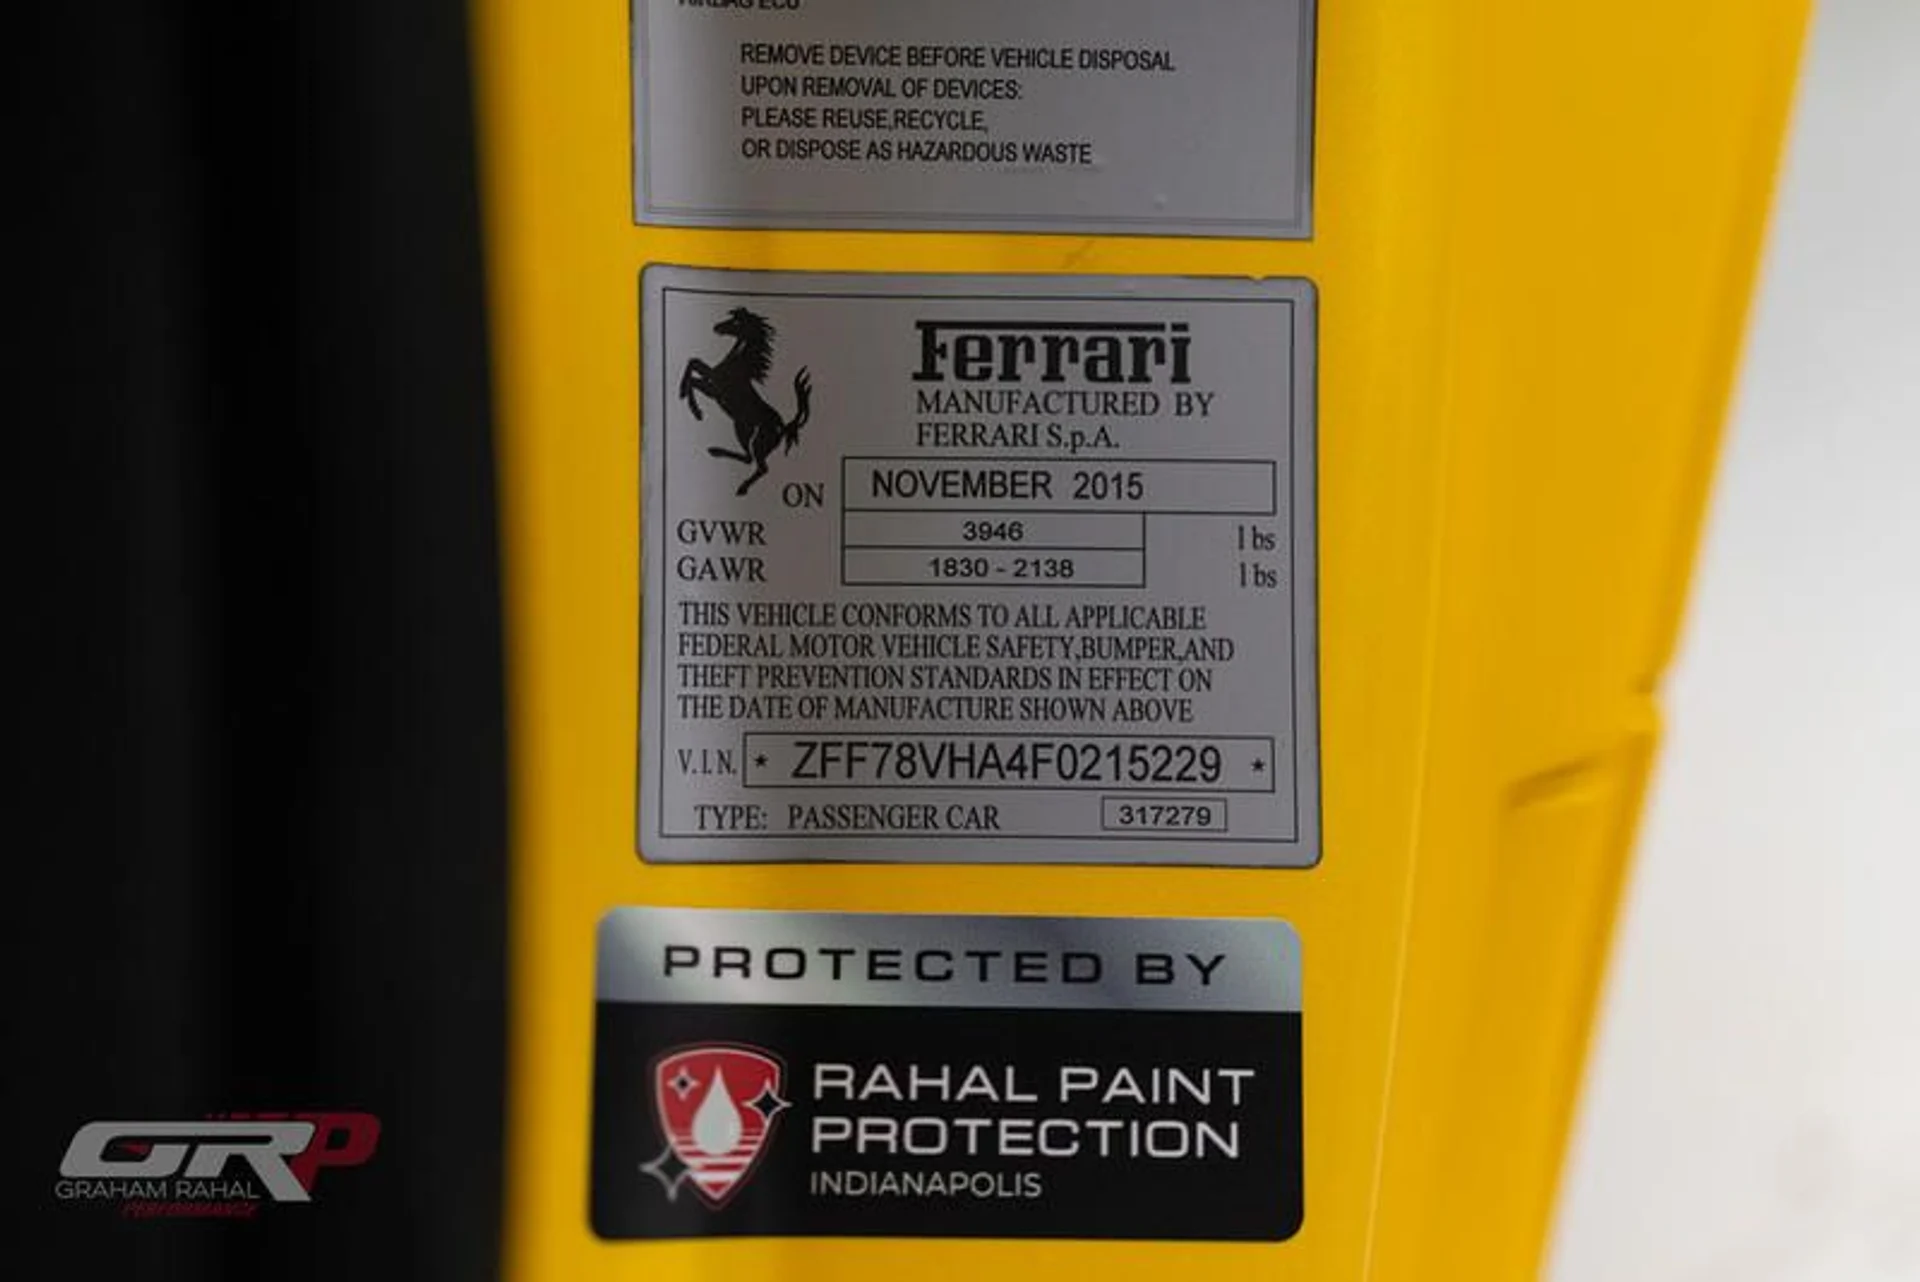 AIRBAG ECU
REMOVE DEVICE BEFORE VEHICLE DISPOSAL
UPON REMOVAL OF DEVICES:
PLEASE REUSE,RECYCLE,
OR DISPOSE AS HAZARDOUS WASTE
Ferrari
MANUFACTURED BY
FERRARI S.p.A.
ON NOVEMBER 2015
GVWR 3946 lbs
GAWR 1830 - 2138 lbs
THIS VEHICLE CONFORMS TO ALL APPLICABLE
FEDERAL MOTOR VEHICLE SAFETY,BUMPER,AND
THEFT PREVENTION STANDARDS IN EFFECT ON
THE DATE OF MANUFACTURE SHOWN ABOVE
V.I.N. * ZFF78VHA4F0215229 *
TYPE: PASSENGER CAR 317279
PROTECTED BY
RAHAL PAINT
PROTECTION
INDIANAPOLIS
GRP
GRAHAM RAHAL
PERFORMANCE